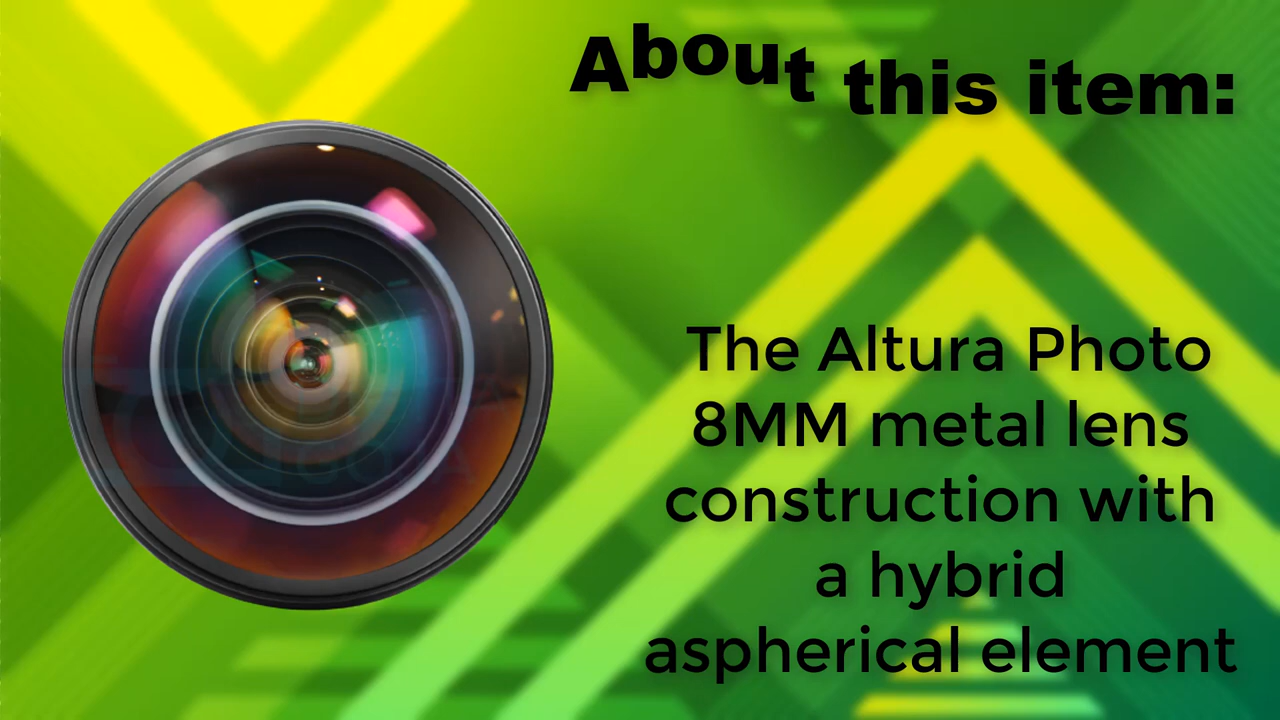 About this item:
The Altura Photo
8MM metal lens
construction with
a hybrid
aspherical element